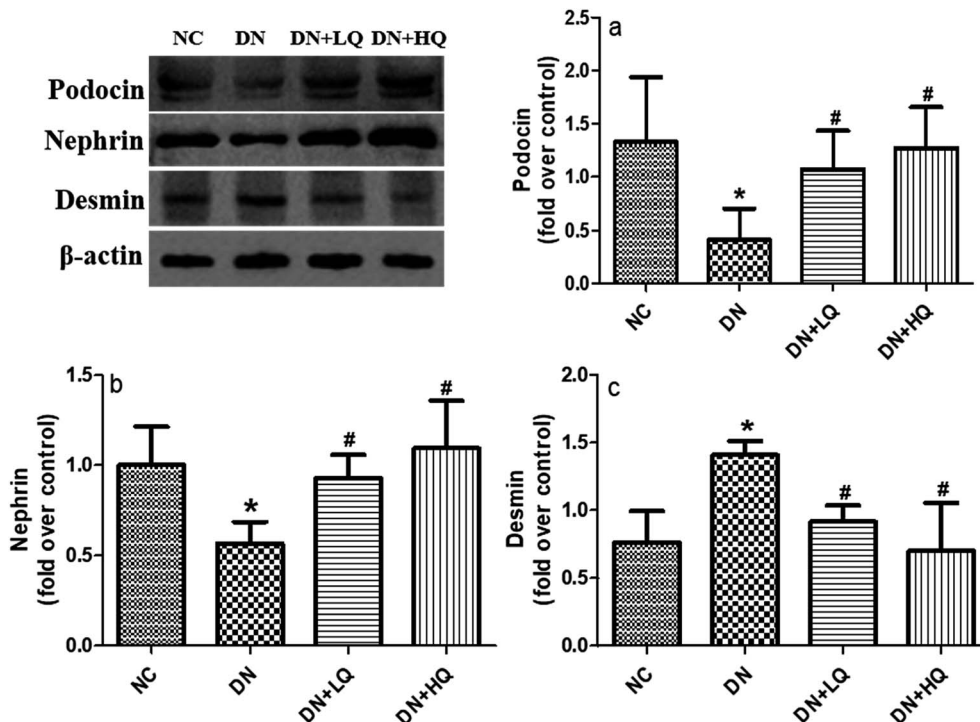 NC DN DN+LQ DN+HQ
Podocin
Nephrin
Desmin
β-actin
a
Podocin
(fold over control)
2.5
2.0
1.5
1.0
0.5
0.0
*
#
#
NC DN DN+LQ DN+HQ
b
Nephrin
(fold over control)
1.5
1.0
0.5
0.0
*
#
#
NC DN DN+LQ DN+HQ
c
Desmin
(fold over control)
2.0
1.5
1.0
0.5
0.0
*
#
#
NC DN DN+LQ DN+HQ